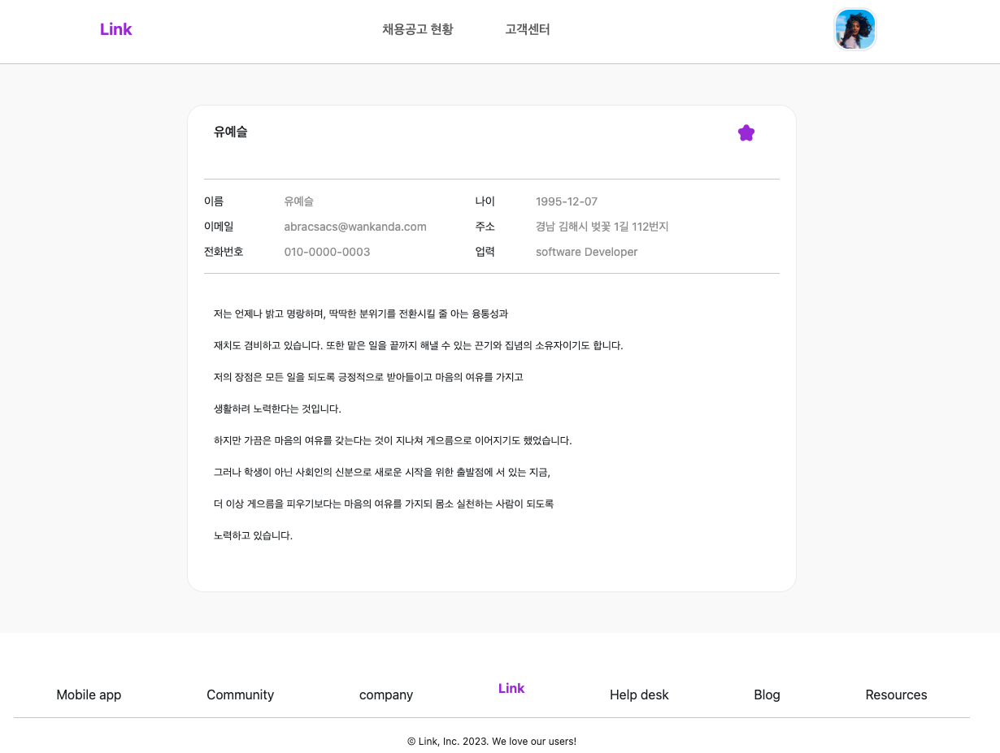 Link 채용공고 현황 고객센터
유예슬
이름 유예슬 나이 1995-12-07
이메일 abracsacs@wankanda.com 주소 경남 김해시 벚꽃 1길 112번지
전화번호 010-0000-0003 업력 software Developer
저는 언제나 밝고 명랑하며, 딱딱한 분위기를 전환시킬 줄 아는 융통성과
재치도 겸비하고 있습니다. 또한 맡은 일을 끝까지 해낼 수 있는 끈기와 집념의 소유자이기도 합니다.
저의 장점은 모든 일을 되도록 긍정적으로 받아들이고 마음의 여유를 가지고
생활하려 노력한다는 것입니다.
하지만 가끔은 마음의 여유를 갖는다는 것이 지나쳐 게으름으로 이어지기도 했었습니다.
그러나 학생이 아닌 사회인의 신분으로 새로운 시작을 위한 출발점에 서 있는 지금,
더 이상 게으름을 피우기보다는 마음의 여유를 가지되 몸소 실천하는 사람이 되도록
노력하고 있습니다.
Mobile app Community company Link Help desk Blog Resources
© Link, Inc. 2023. We love our users!